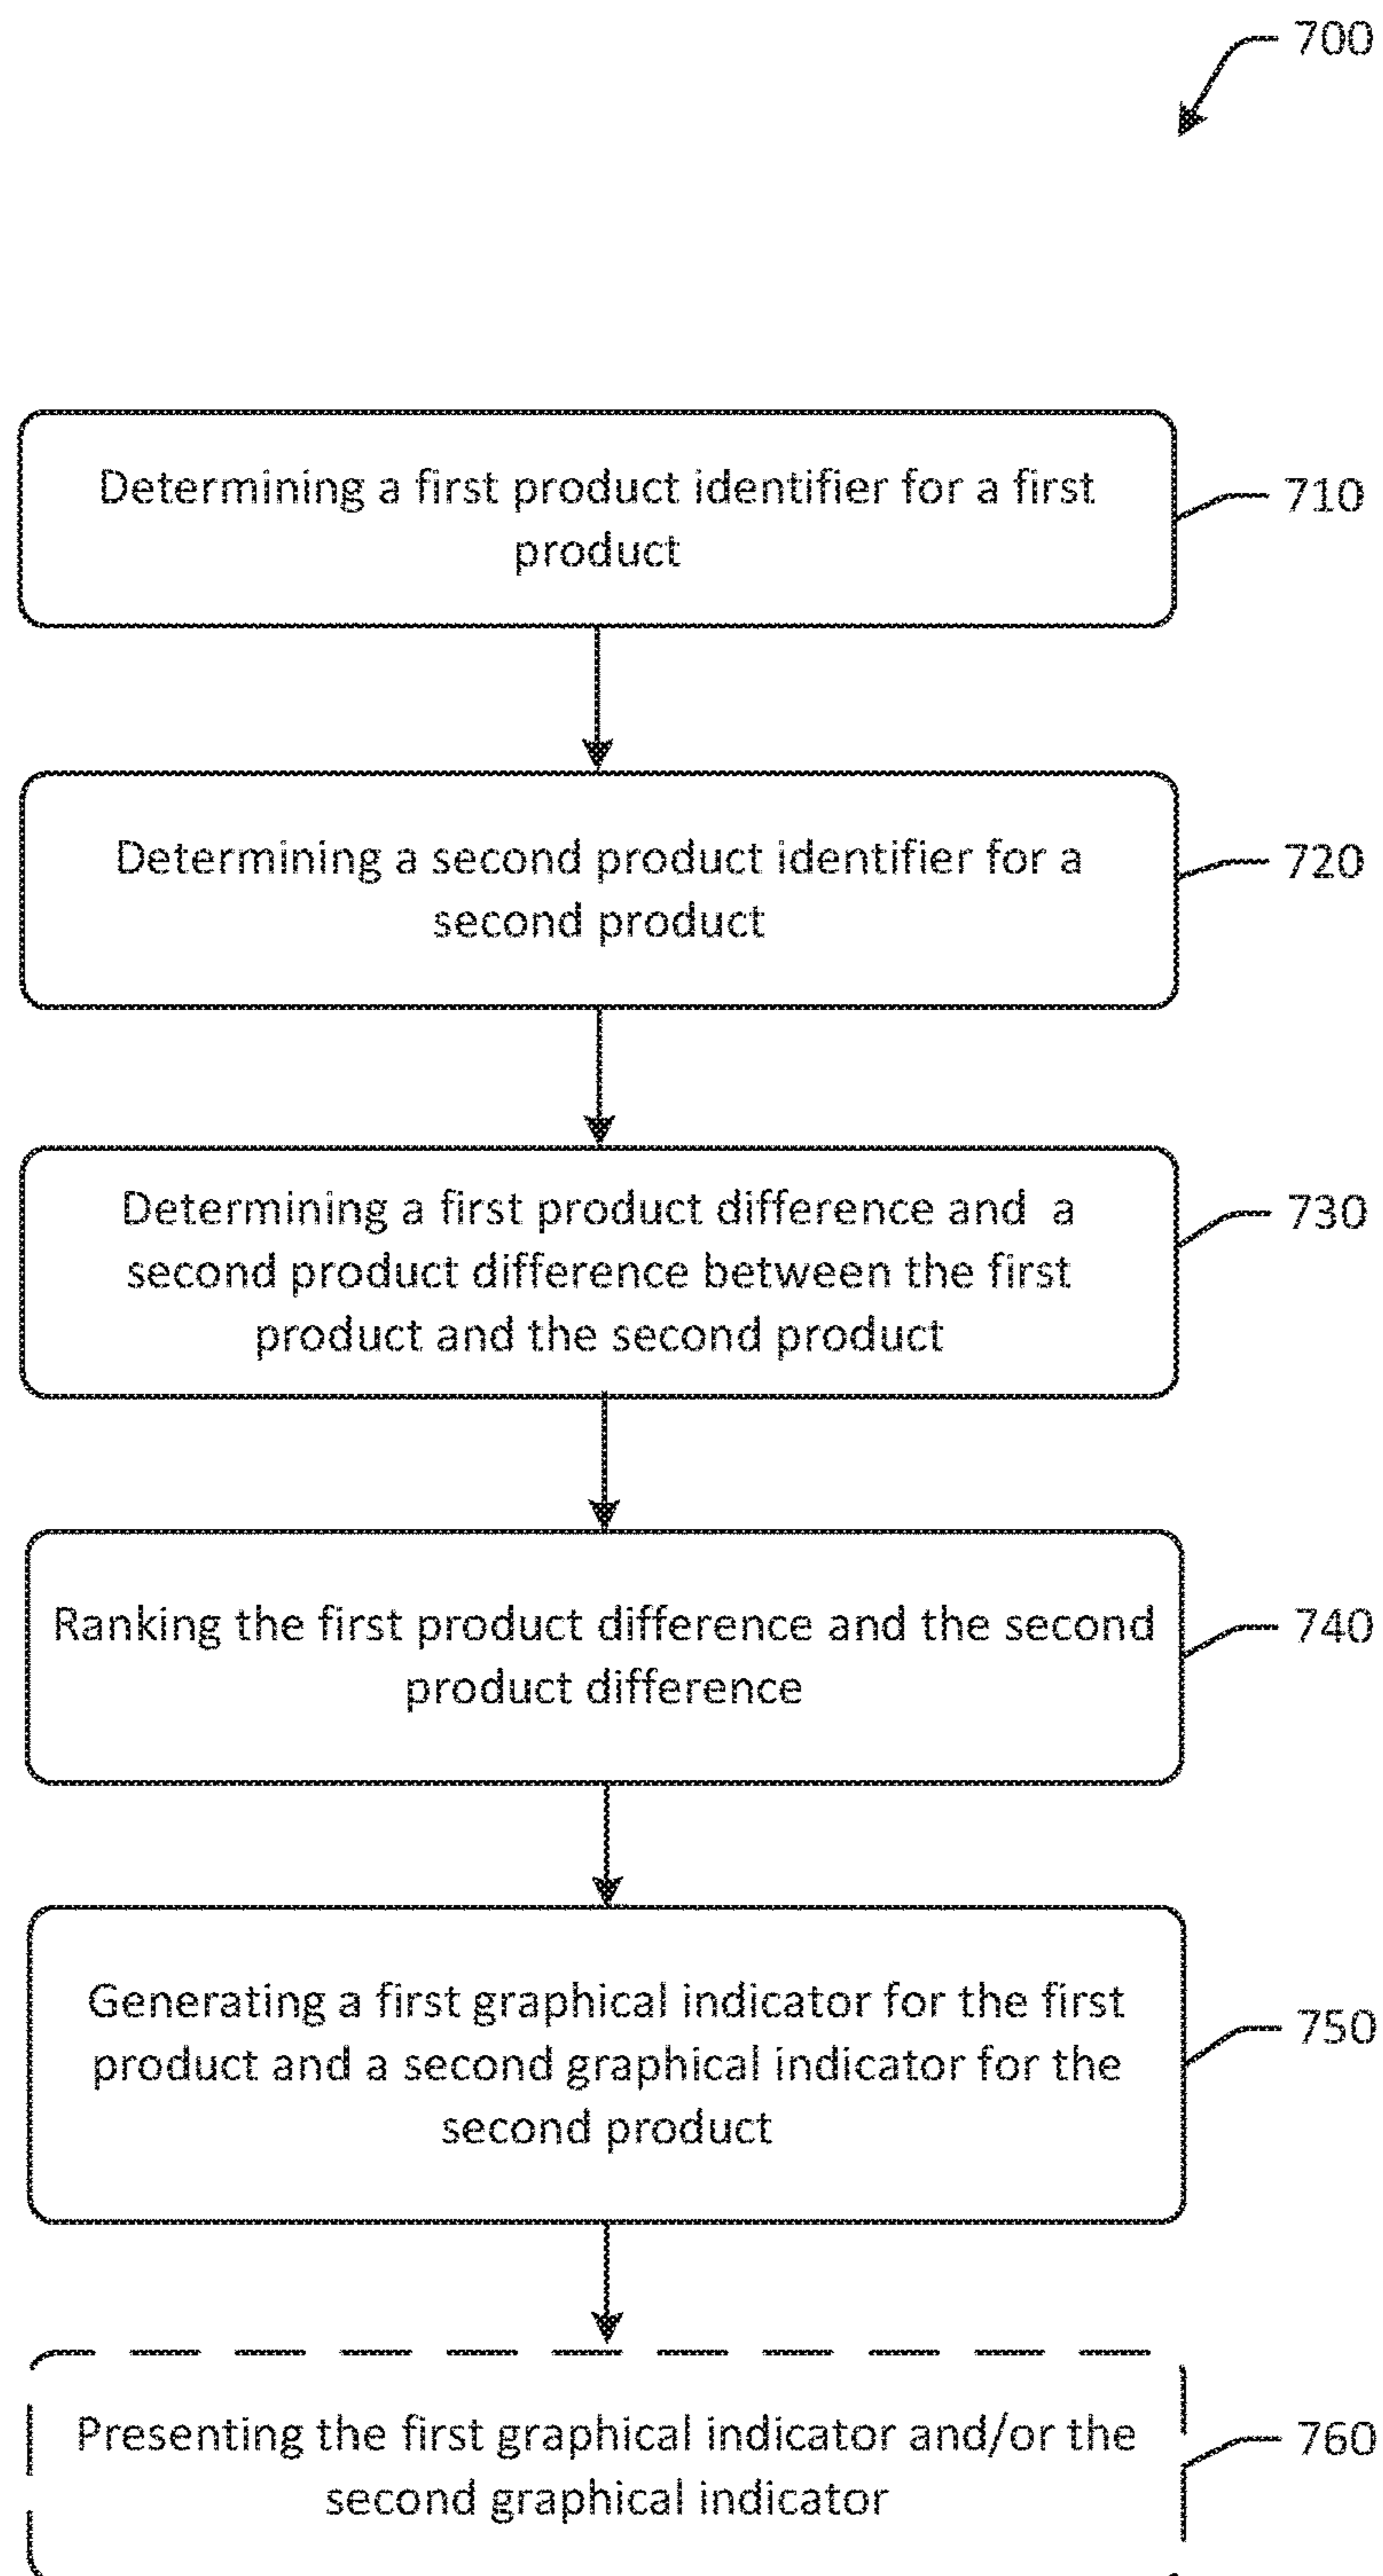 700
Determining a first product identifier for a first
product
710
Determining a second product identifier for a
second product
720
Determining a first product difference and a
second product difference between the first
product and the second product
730
Ranking the first product difference and the second
product difference
740
Generating a first graphical indicator for the first
product and a second graphical indicator for the
second product
750
Presenting the first graphical indicator and/or the
second graphical indicator
760